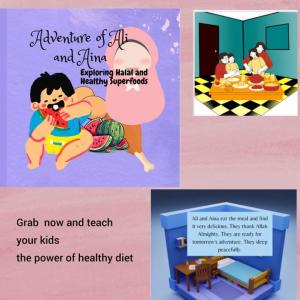 Adventure of Ali
and Aina
Exploring Halal and
Healthy Superfoods
Grab now and teach
your kids
the power of healthy diet
Ali and Aina eat the meal and find
it very delicious. They thank Allah
Almighty. They are ready for
tomorrow's adventure. They sleep
peacefully.